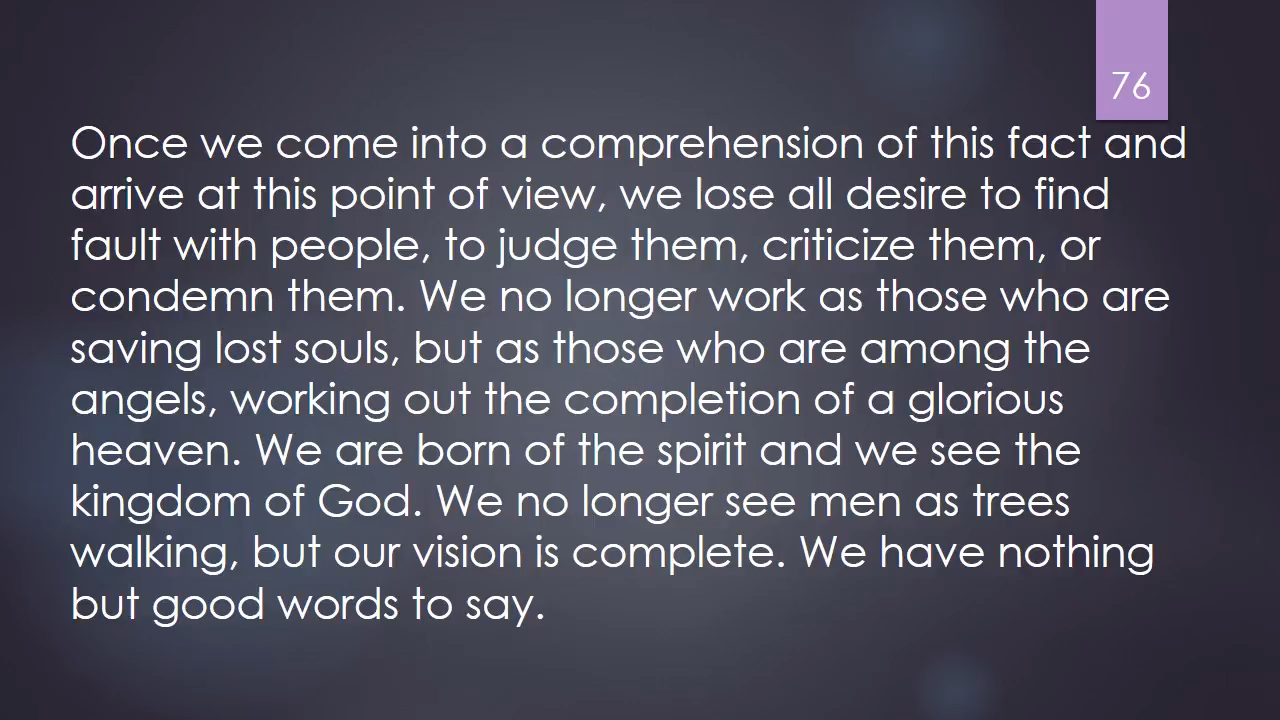 76
Once we come into a comprehension of this fact and
arrive at this point of view, we lose all desire to find
fault with people, to judge them, criticize them, or
condemn them. We no longer work as those who are
saving lost souls, but as those who are among the
angels, working out the completion of a glorious
heaven. We are born of the spirit and we see the
kingdom of God. We no longer see men as trees
walking, but our vision is complete. We have nothing
but good words to say.